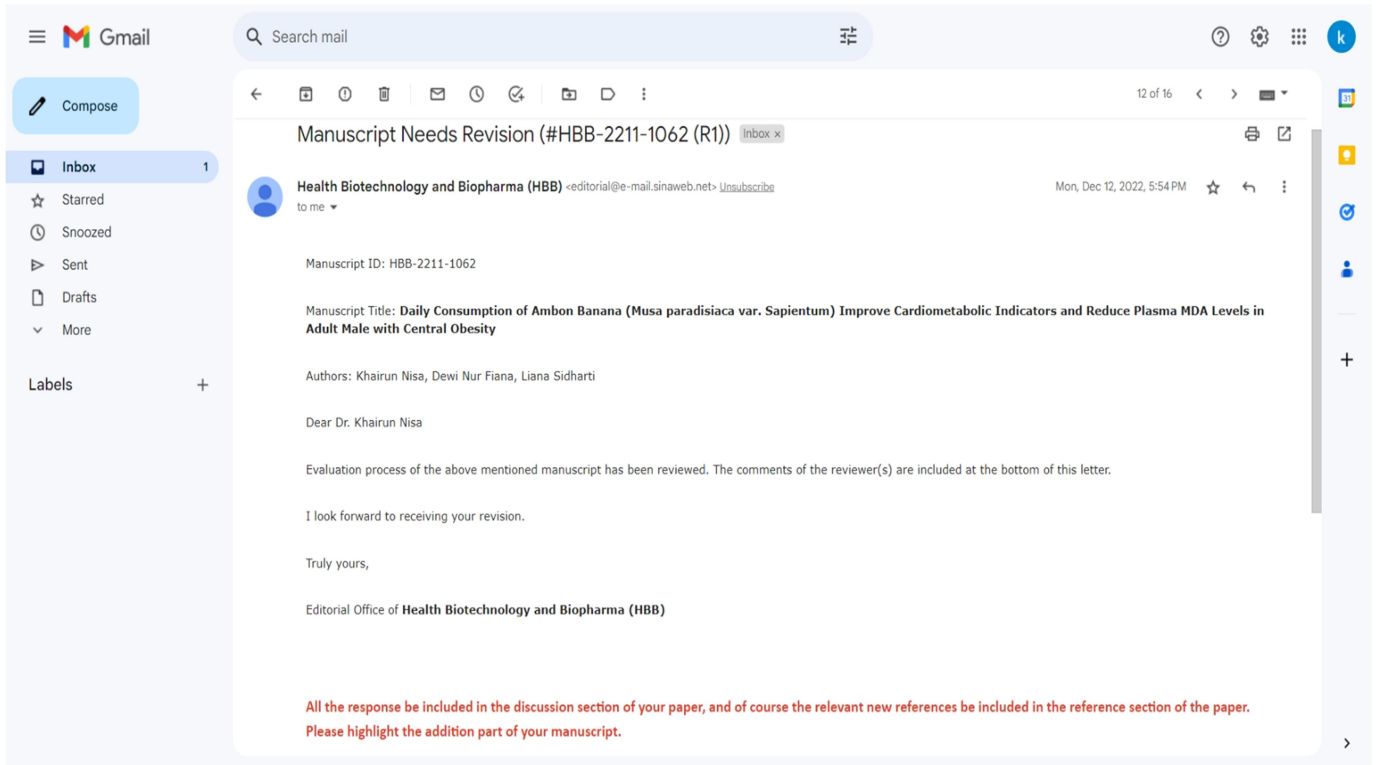 Gmail
Search mail
k
Compose
12 of 16
31
Manuscript Needs Revision (#HBB-2211-1062 (R1)) Inbox ×
Inbox 1
Health Biotechnology and Biopharma (HBB) <editorial@e-mail.sinaweb.net> Unsubscribe
Mon, Dec 12, 2022, 5:54 PM
to me
Starred
Snoozed
Sent
Drafts
More
Labels
Manuscript ID: HBB-2211-1062
Manuscript Title: Daily Consumption of Ambon Banana (Musa paradisiaca var. Sapientum) Improve Cardiometabolic Indicators and Reduce Plasma MDA Levels in
Adult Male with Central Obesity
Authors: Khairun Nisa, Dewi Nur Fiana, Liana Sidharti
Dear Dr. Khairun Nisa
Evaluation process of the above mentioned manuscript has been reviewed. The comments of the reviewer(s) are included at the bottom of this letter.
I look forward to receiving your revision.
Truly yours,
Editorial Office of Health Biotechnology and Biopharma (HBB)
All the response be included in the discussion section of your paper, and of course the relevant new references be included in the reference section of the paper.
Please highlight the addition part of your manuscript.